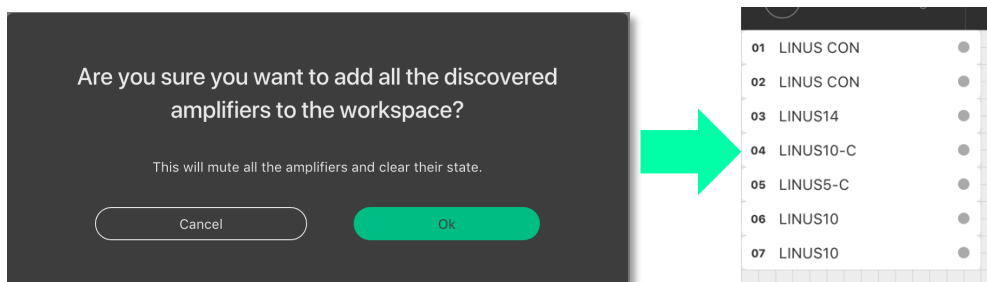 Are you sure you want to add all the discovered
amplifiers to the workspace?
This will mute all the amplifiers and clear their state.
Cancel
Ok
01 LINUS CON
02 LINUS CON
03 LINUS14
04 LINUS10-C
05 LINUS5-C
06 LINUS10
07 LINUS10